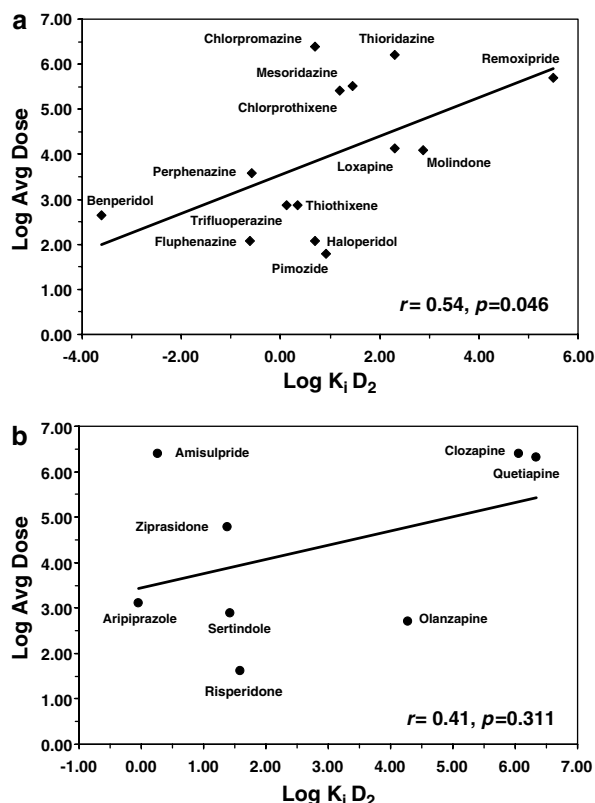 a
7.00
6.00
5.00
4.00
3.00
2.00
1.00
0.00
Log Avg Dose
Chlorpromazine
Thioridazine
Remoxipride
Mesoridazine
Chlorprothixene
Perphenazine
Loxapine
Molindone
Benperidol
Trifluoperazine
Thiothixene
Fluphenazine
Haloperidol
Pimozide
r= 0.54, p=0.046
-4.00 -2.00 0.00 2.00 4.00 6.00
Log Ki D2
b
7.00
6.00
5.00
4.00
3.00
2.00
1.00
0.00
Log Avg Dose
Amisulpride
Clozapine
Quetiapine
Ziprasidone
Aripiprazole
Sertindole
Olanzapine
Risperidone
r= 0.41, p=0.311
-1.00 0.00 1.00 2.00 3.00 4.00 5.00 6.00 7.00
Log Ki D2